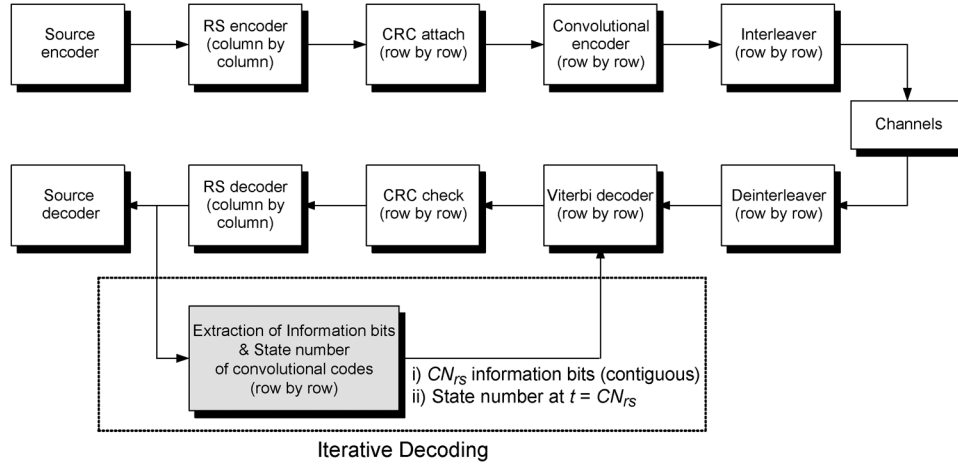 Source
encoder
RS encoder
(column by
column)
CRC attach
(row by row)
Convolutional
encoder
(row by row)
Interleaver
(row by row)
Channels
Source
decoder
RS decoder
(column by
column)
CRC check
(row by row)
Viterbi decoder
(row by row)
Deinterleaver
(row by row)
Extraction of Information bits
& State number
of convolutional codes
(row by row)
i) CNrs information bits (contiguous)
ii) State number at t = CNrs
Iterative Decoding